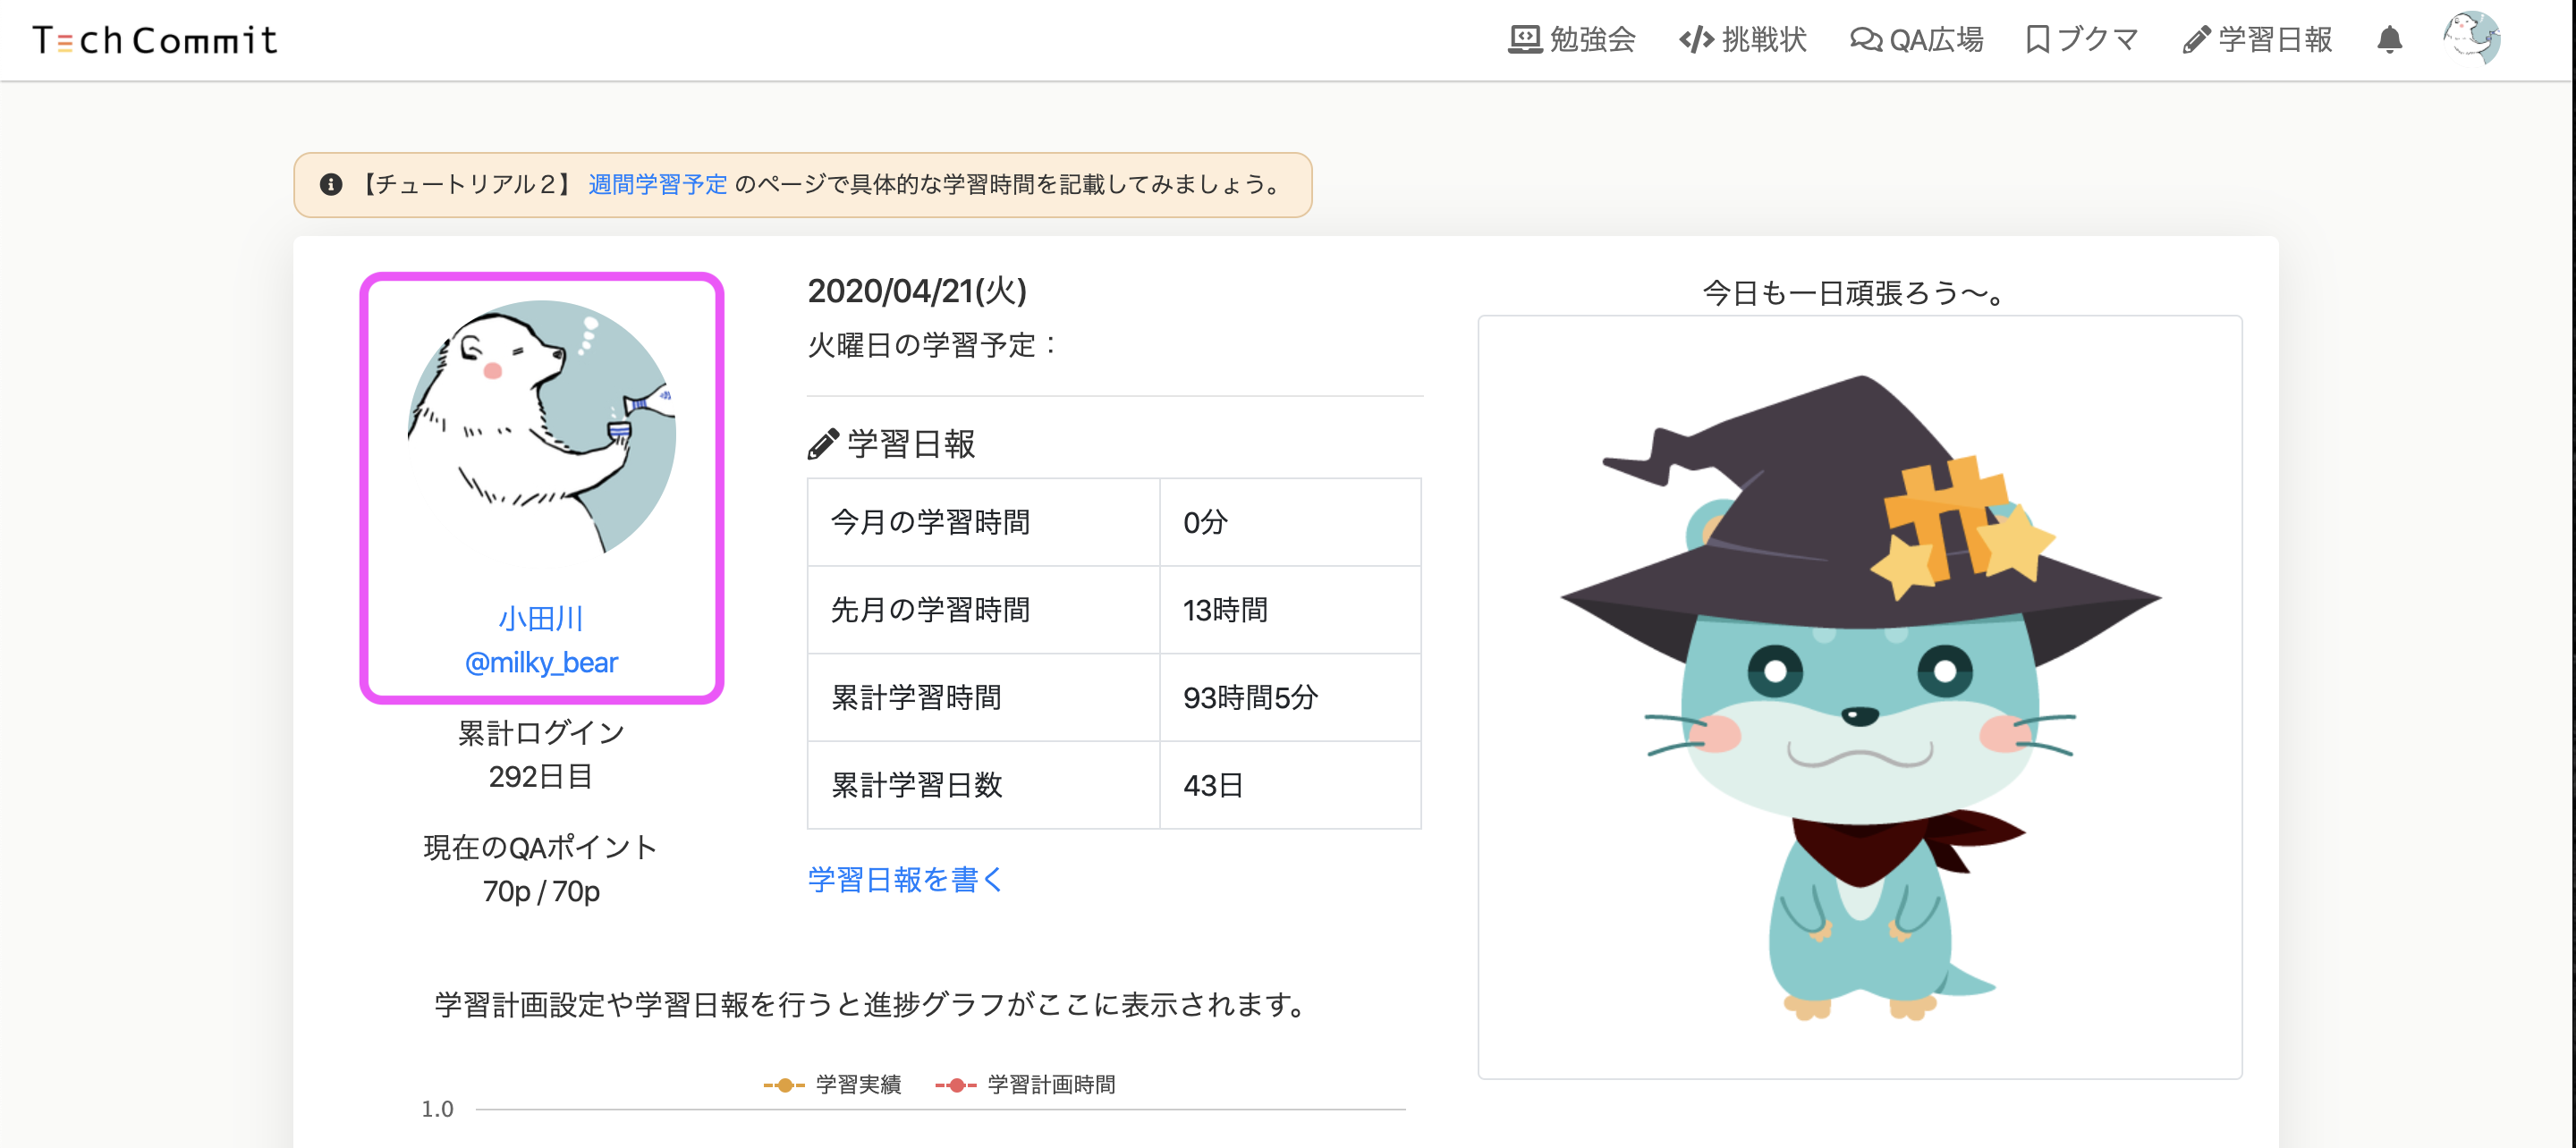 Tech Commit
勉強会 挑戦状 QA広場 ブクマ 学習日報
【チュートリアル２】 週間学習予定 のページで具体的な学習時間を記載してみましょう。
小田川
@milky_bear
累計ログイン
292日目
現在のQAポイント
70p / 70p
2020/04/21(火)
火曜日の学習予定：
学習日報
今月の学習時間 0分
先月の学習時間 13時間
累計学習時間 93時間5分
累計学習日数 43日
学習日報を書く
今日も一日頑張ろう〜。
学習計画設定や学習日報を行うと進捗グラフがここに表示されます。
学習実績 学習計画時間
1.0